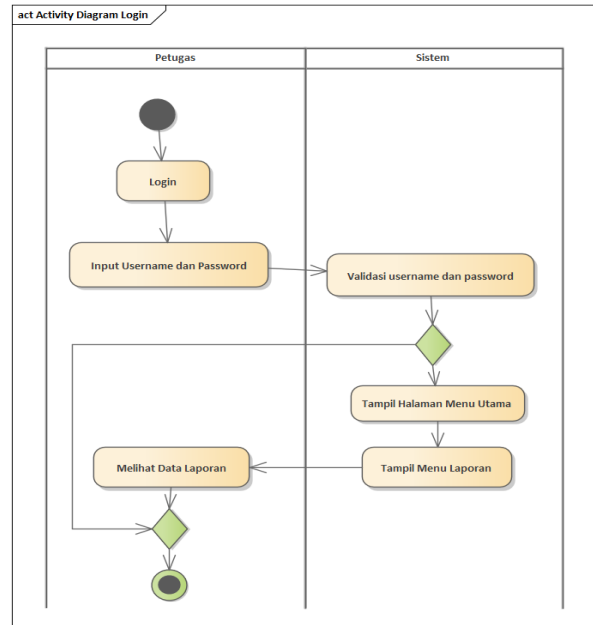 act Activity Diagram Login
Petugas
Sistem
Login
Input Username dan Password
Validasi username dan password
Tampil Halaman Menu Utama
Melihat Data Laporan
Tampil Menu Laporan